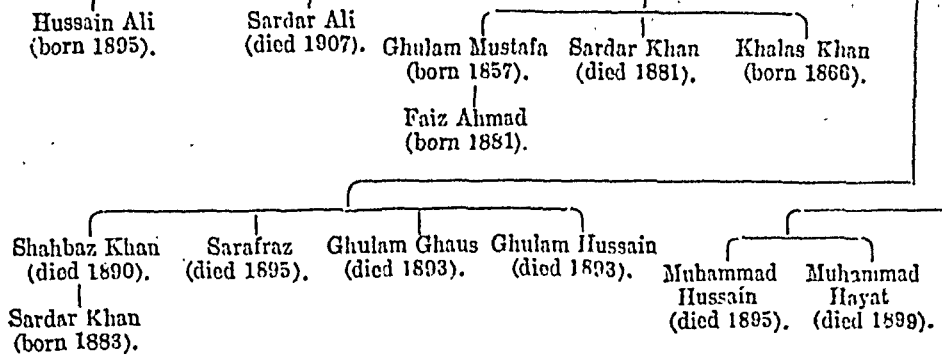 Hussain Ali
(born 1895).
Sardar Ali
(died 1907).
Ghulam Mustafa
(born 1857).
Sardar Khan
(died 1881).
Khalas Khan
(born 1866).
Faiz Ahmad
(born 1881).
Shahbaz Khan
(died 1890).
Sarafraz
(died 1895).
Ghulam Ghaus
(died 1893).
Ghulam Hussain
(died 1893).
Muhammad
Hussain
(died 1895).
Muhammad
Hayat
(died 1899).
Sardar Khan
(born 1883).